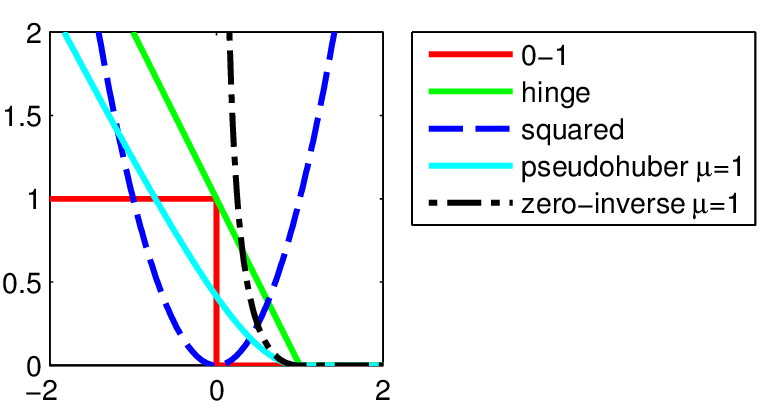 2
1.5
1
0.5
0
−2
0
2
0−1
hinge
squared
pseudohuber μ=1
zero−inverse μ=1